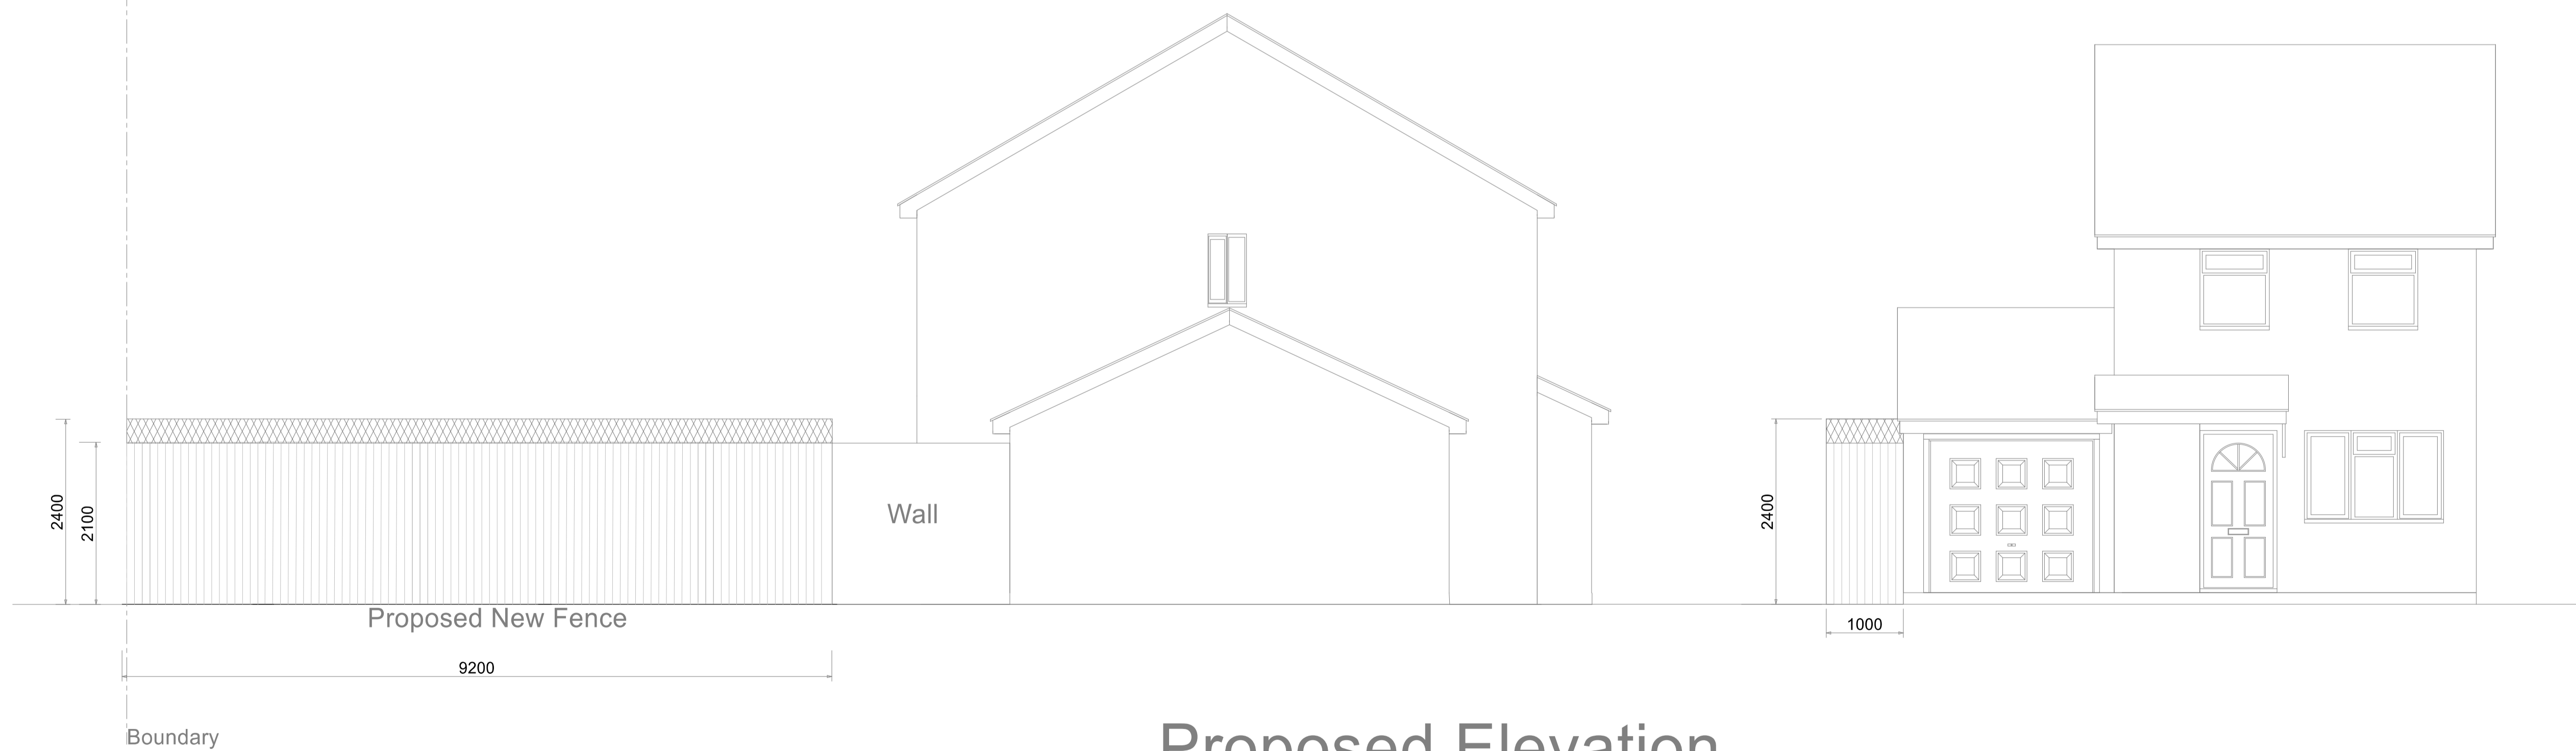 2400
2100
Wall
2400
Proposed New Fence
1000
9200
Boundary
Proposed Elevation